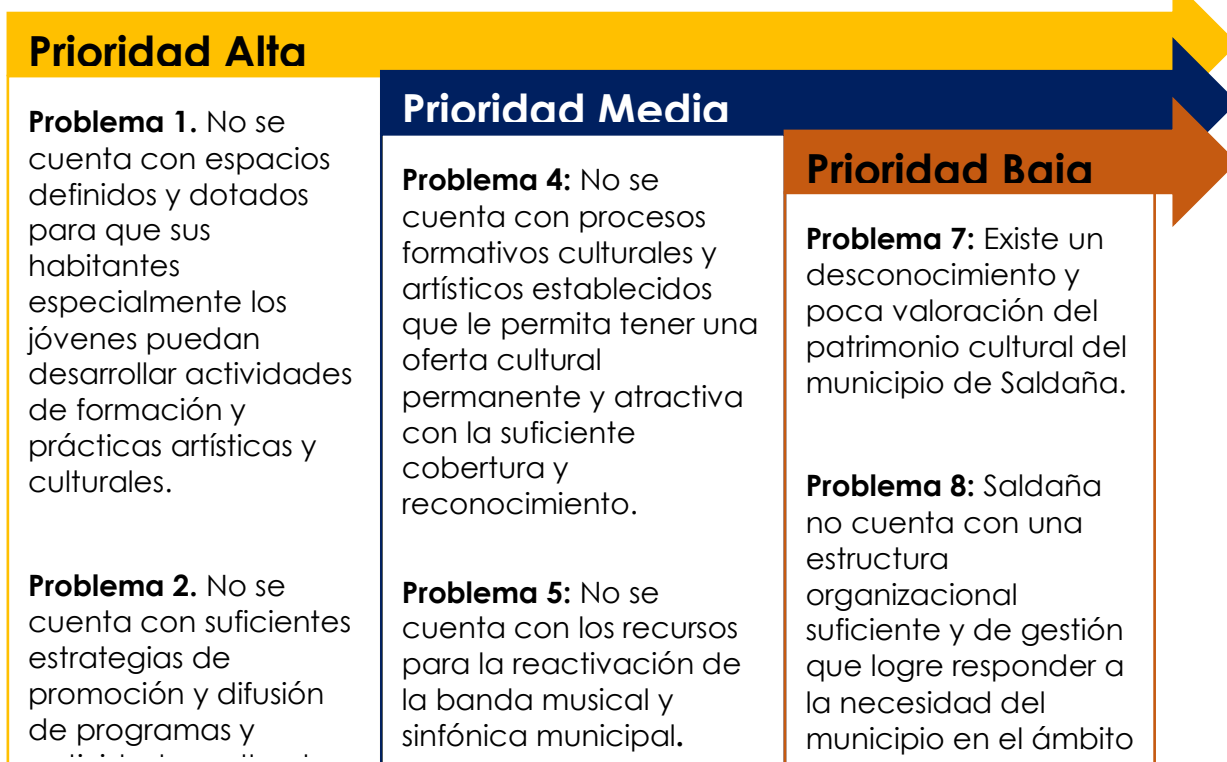 Prioridad Alta
Problema 1. No se
cuenta con espacios
definidos y dotados
para que sus
habitantes
especialmente los
jóvenes puedan
desarrollar actividades
de formación y
prácticas artísticas y
culturales.
Problema 2. No se
cuenta con suficientes
estrategias de
promoción y difusión
de programas y
Prioridad Media
Problema 4: No se
cuenta con procesos
formativos culturales y
artísticos establecidos
que le permita tener una
oferta cultural
permanente y atractiva
con la suficiente
cobertura y
reconocimiento.
Problema 5: No se
cuenta con los recursos
para la reactivación de
la banda musical y
sinfónica municipal.
Prioridad Baja
Problema 7: Existe un
desconocimiento y
poca valoración del
patrimonio cultural del
municipio de Saldaña.
Problema 8: Saldaña
no cuenta con una
estructura
organizacional
suficiente y de gestión
que logre responder a
la necesidad del
municipio en el ámbito